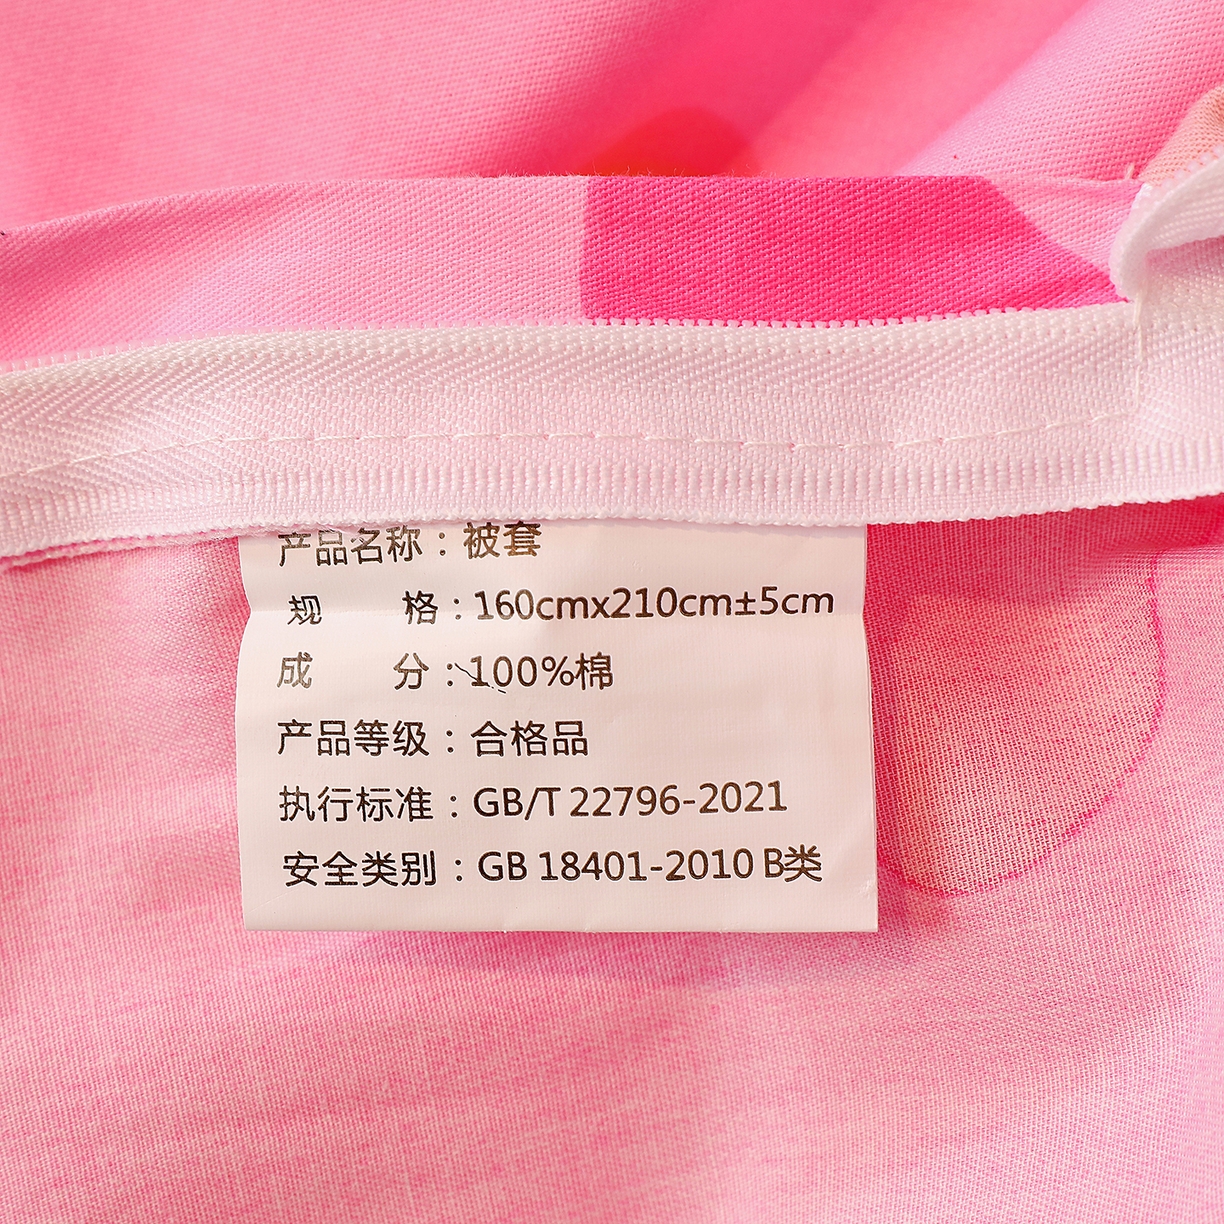 产品名称：被套
规 格：160cmx210cm±5cm
成 分：100%棉
产品等级：合格品
执行标准：GB/T 22796-2021
安全类别：GB 18401-2010 B类